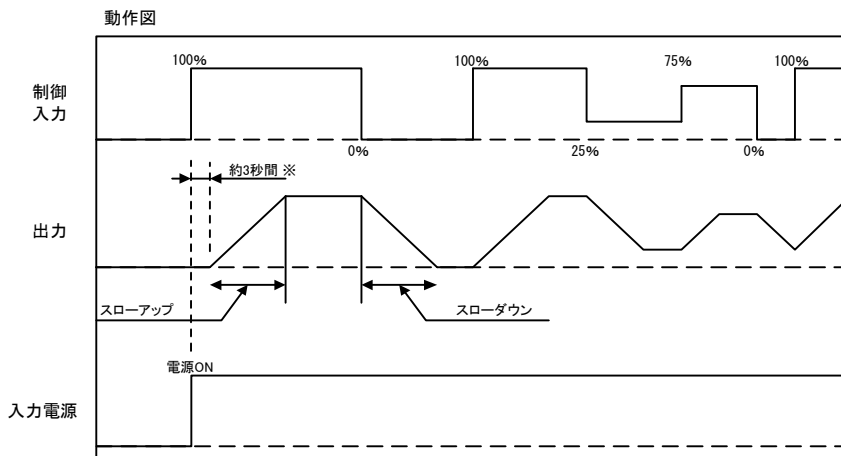 動作図
100% 100% 75% 100%
制御
入力
0% 25% 0%
約3秒間 ※
出力
スローアップ スローダウン
電源ON
入力電源